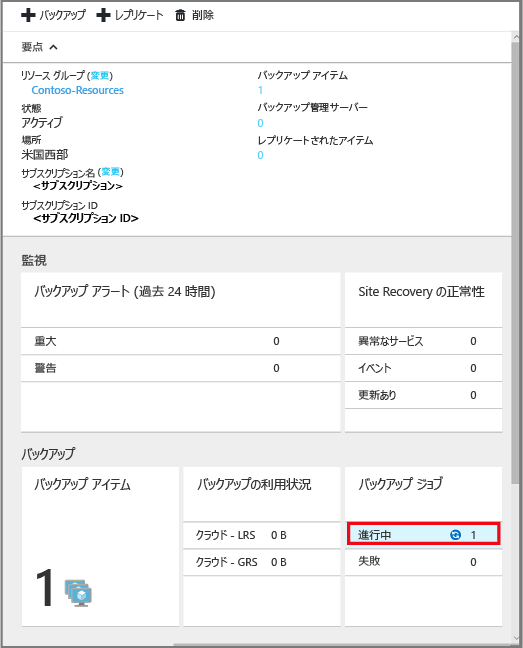 バックアップ レプリケート 削除
要点
リソース グループ (変更)
Contoso-Resources
状態
アクティブ
場所
米国西部
サブスクリプション名 (変更)
<サブスクリプション>
サブスクリプション ID
<サブスクリプション ID>
バックアップ アイテム
1
バックアップ管理サーバー
0
レプリケートされたアイテム
0
監視
バックアップ アラート (過去 24 時間)
重大 0
警告 0
Site Recovery の正常性
異常なサービス 0
イベント 0
更新あり 0
バックアップ
バックアップ アイテム
1
バックアップの利用状況
クラウド - LRS 0 B
クラウド - GRS 0 B
バックアップ ジョブ
進行中 1
失敗 0